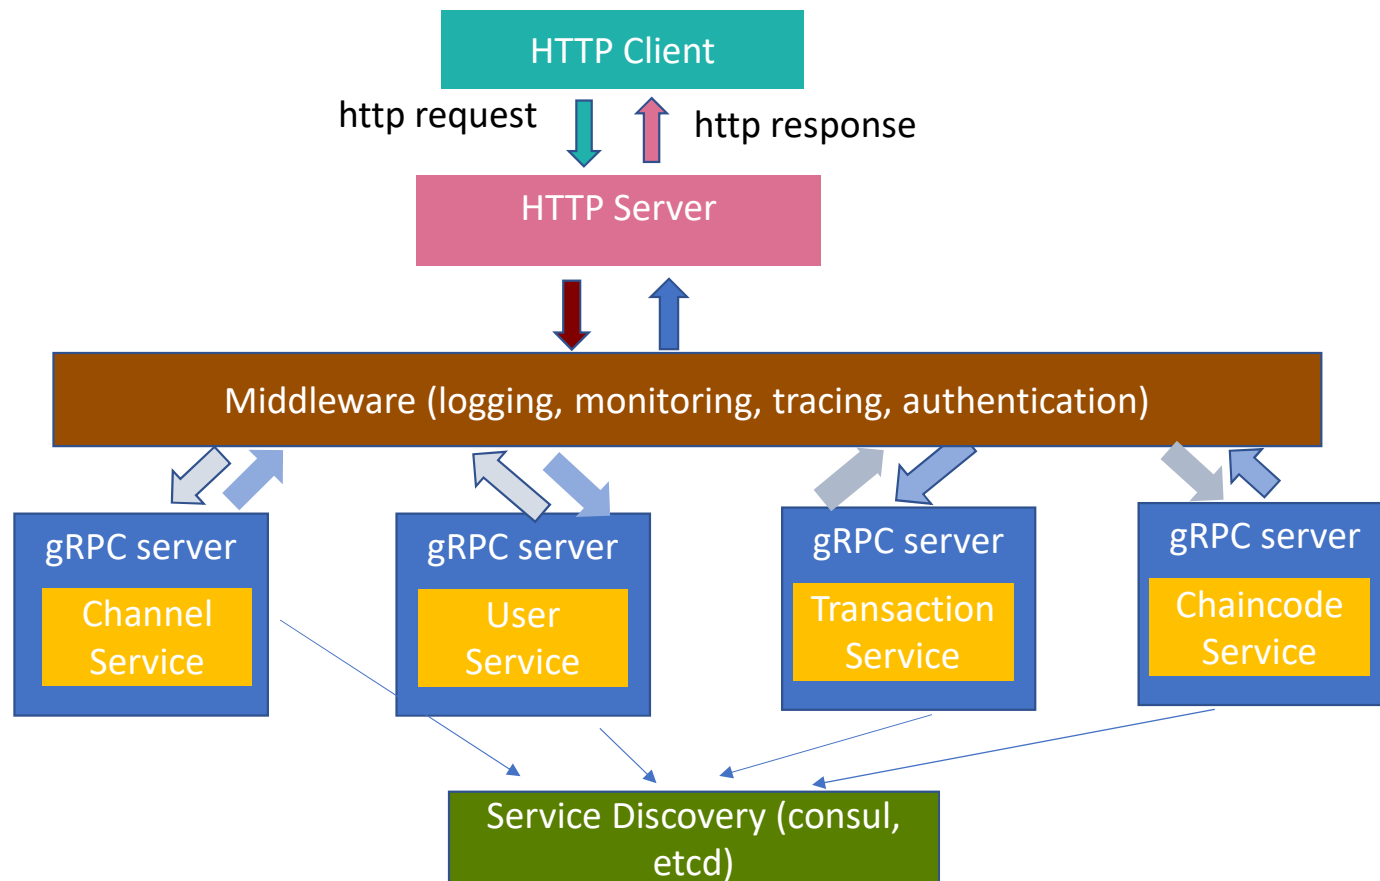 HTTP Client
http request
http response
HTTP Server
Middleware (logging, monitoring, tracing, authentication)
gRPC server
Channel
Service
gRPC server
User
Service
gRPC server
Transaction
Service
gRPC server
Chaincode
Service
Service Discovery (consul,
etcd)